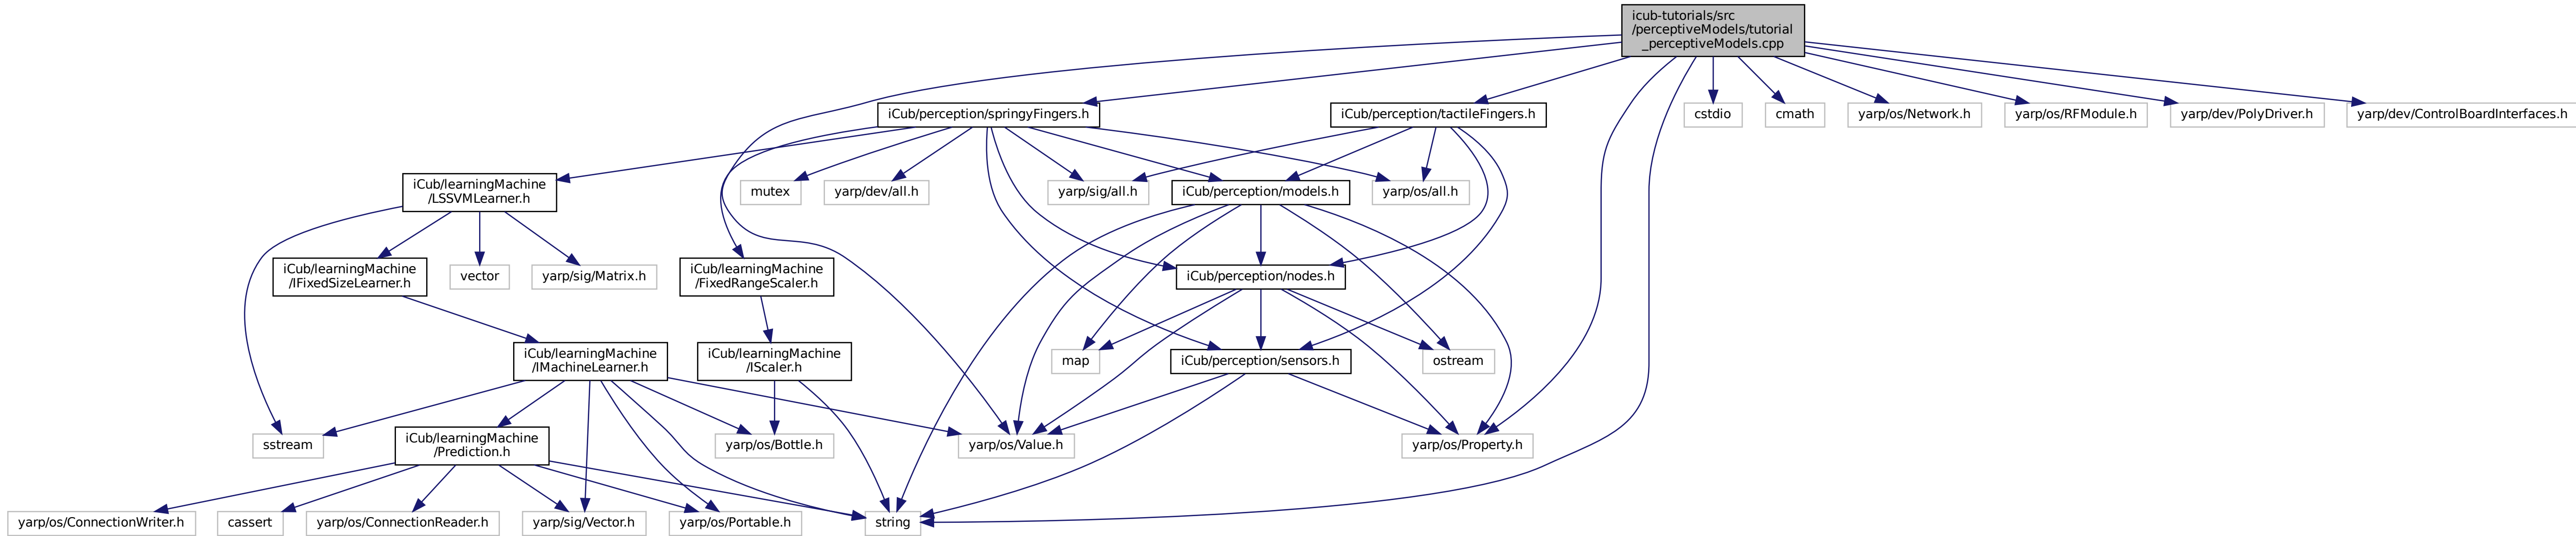 icub-tutorials/src
/perceptiveModels/tutorial
_perceptiveModels.cpp
iCub/perception/springyFingers.h
iCub/perception/tactileFingers.h
cstdio
cmath
yarp/os/Network.h
yarp/os/RFModule.h
yarp/dev/PolyDriver.h
yarp/dev/ControlBoardInterfaces.h
iCub/learningMachine
/LSSVMLearner.h
mutex
yarp/dev/all.h
yarp/sig/all.h
iCub/perception/models.h
yarp/os/all.h
iCub/learningMachine
/IFixedSizeLearner.h
vector
yarp/sig/Matrix.h
iCub/learningMachine
/FixedRangeScaler.h
iCub/perception/nodes.h
iCub/learningMachine
/IMachineLearner.h
iCub/learningMachine
/IScaler.h
map
iCub/perception/sensors.h
ostream
sstream
iCub/learningMachine
/Prediction.h
yarp/os/Bottle.h
yarp/os/Value.h
yarp/os/Property.h
yarp/os/ConnectionWriter.h
cassert
yarp/os/ConnectionReader.h
yarp/sig/Vector.h
yarp/os/Portable.h
string